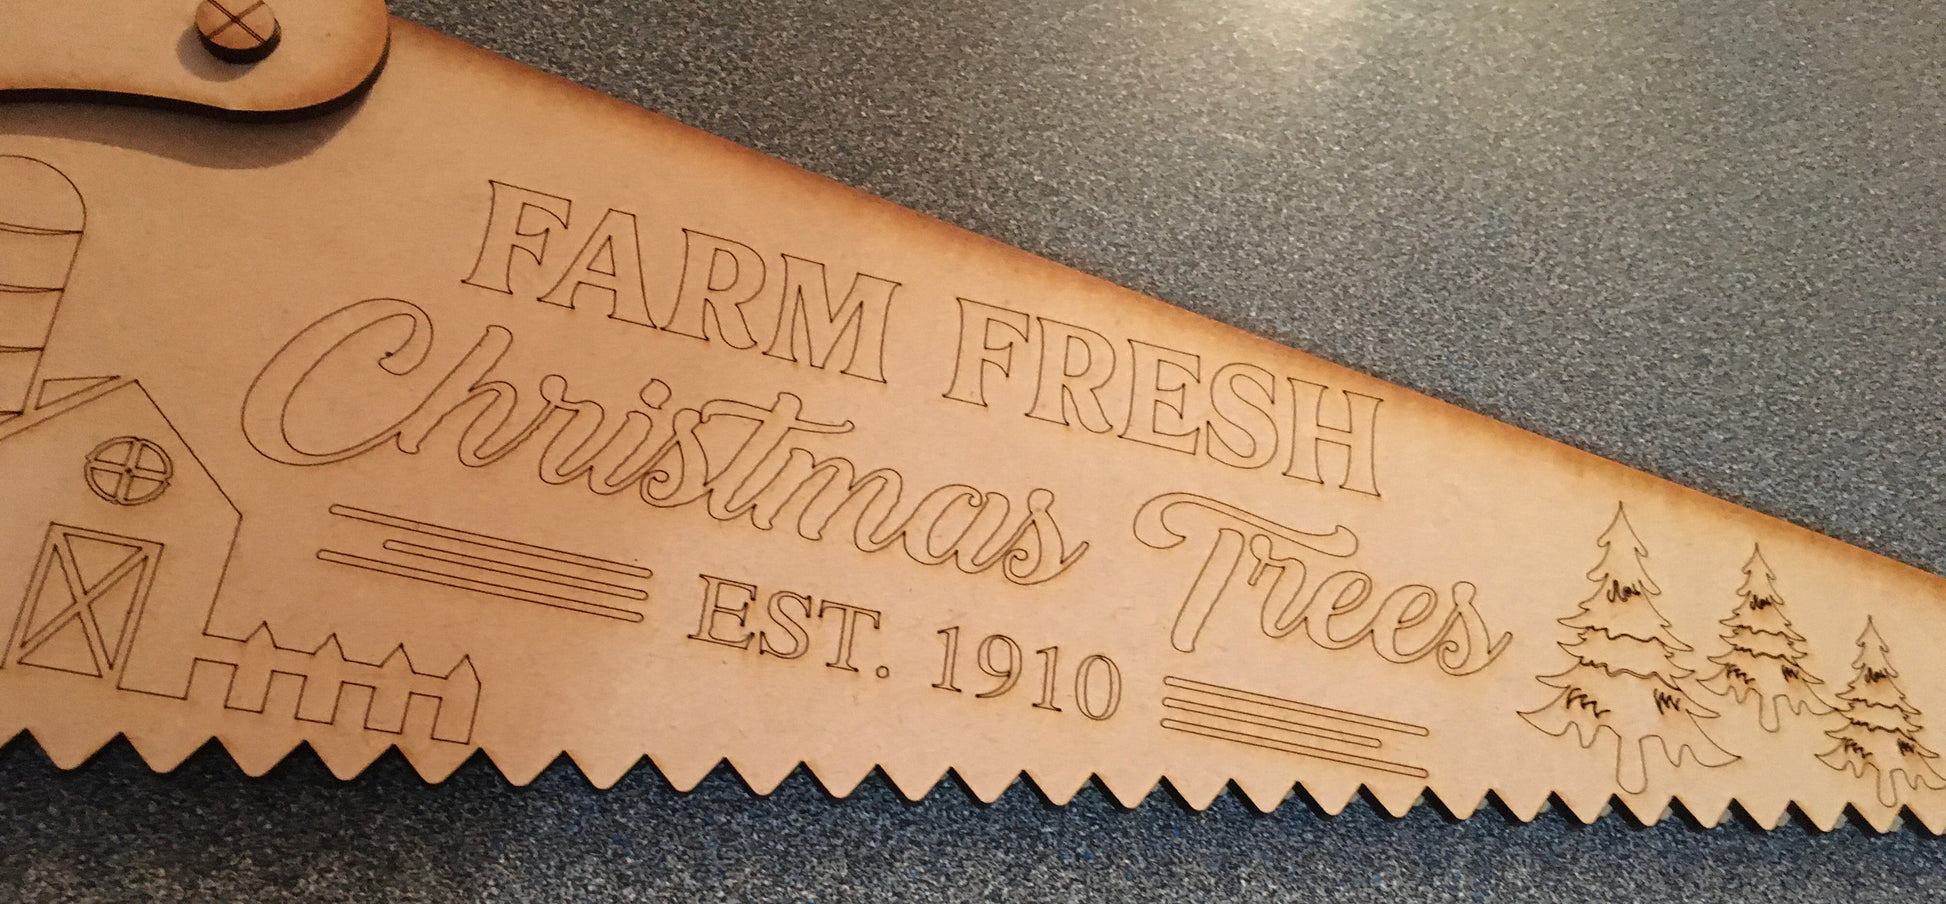 FARM FRESH
Christmas Trees
EST. 1910